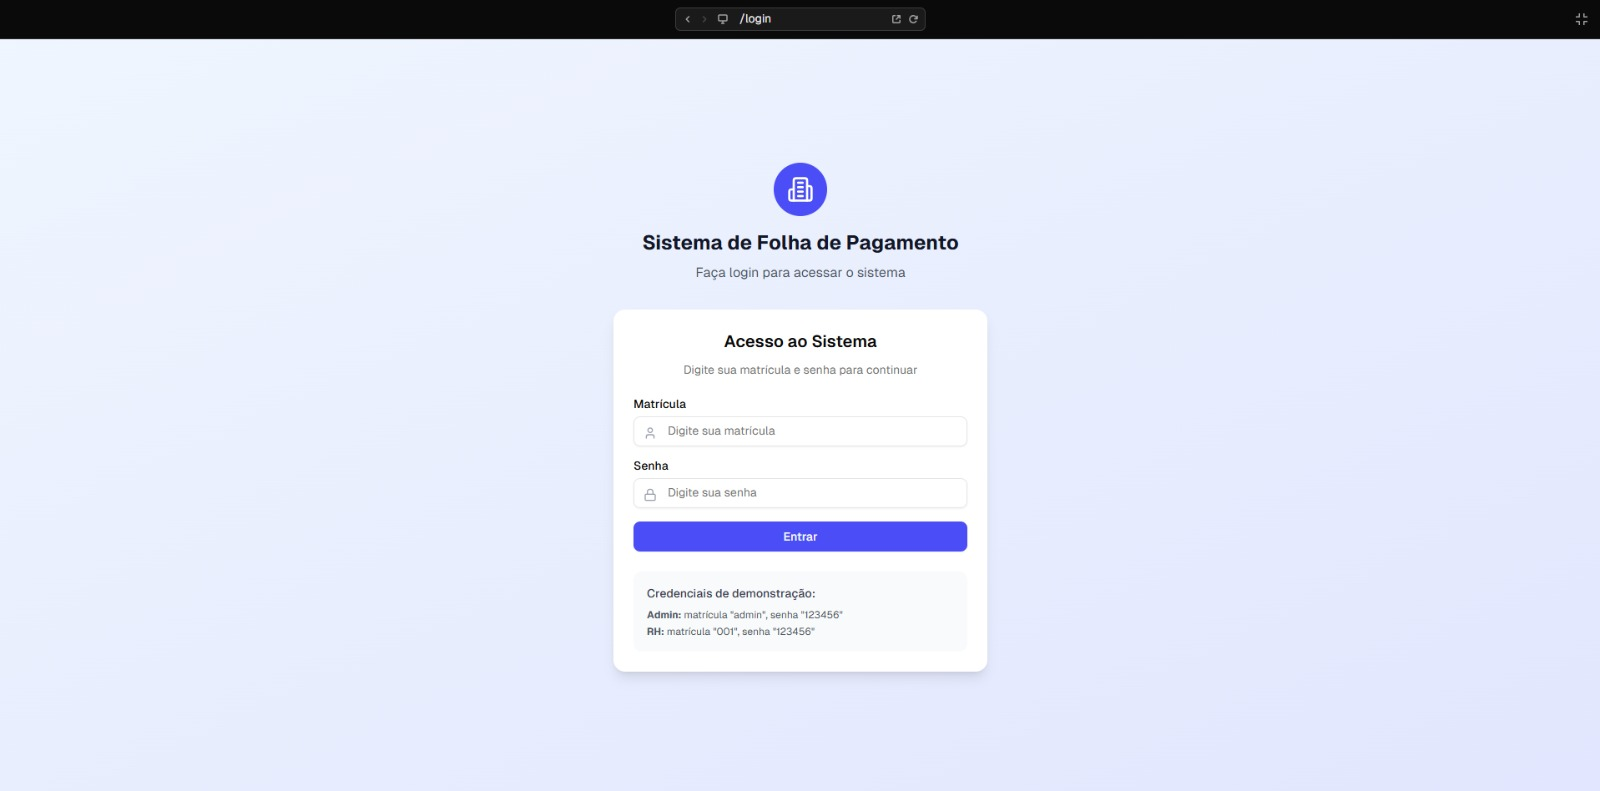 /login
Sistema de Folha de Pagamento
Faça login para acessar o sistema
Acesso ao Sistema
Digite sua matrícula e senha para continuar
Matrícula
Digite sua matrícula
Senha
Digite sua senha
Entrar
Credenciais de demonstração:
Admin: matrícula "admin", senha "123456"
RH: matrícula "001", senha "123456"